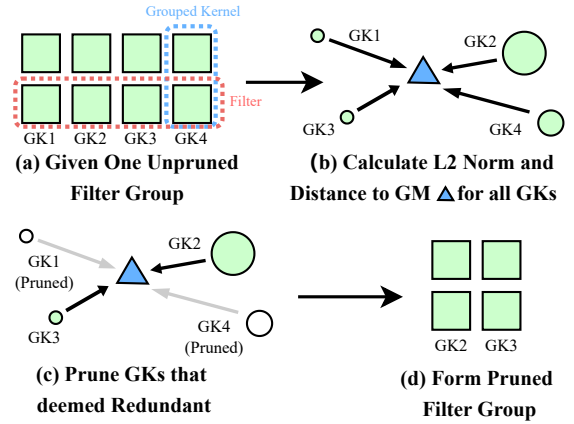 Grouped Kernel
Filter
GK1 GK2 GK3 GK4
(a) Given One Unpruned
Filter Group
GK1
GK2
GK3
GK4
(b) Calculate L2 Norm and
Distance to GM for all GKs
GK1
(Pruned)
GK2
GK3
GK4
(Pruned)
(c) Prune GKs that
deemed Redundant
GK2 GK3
(d) Form Pruned
Filter Group